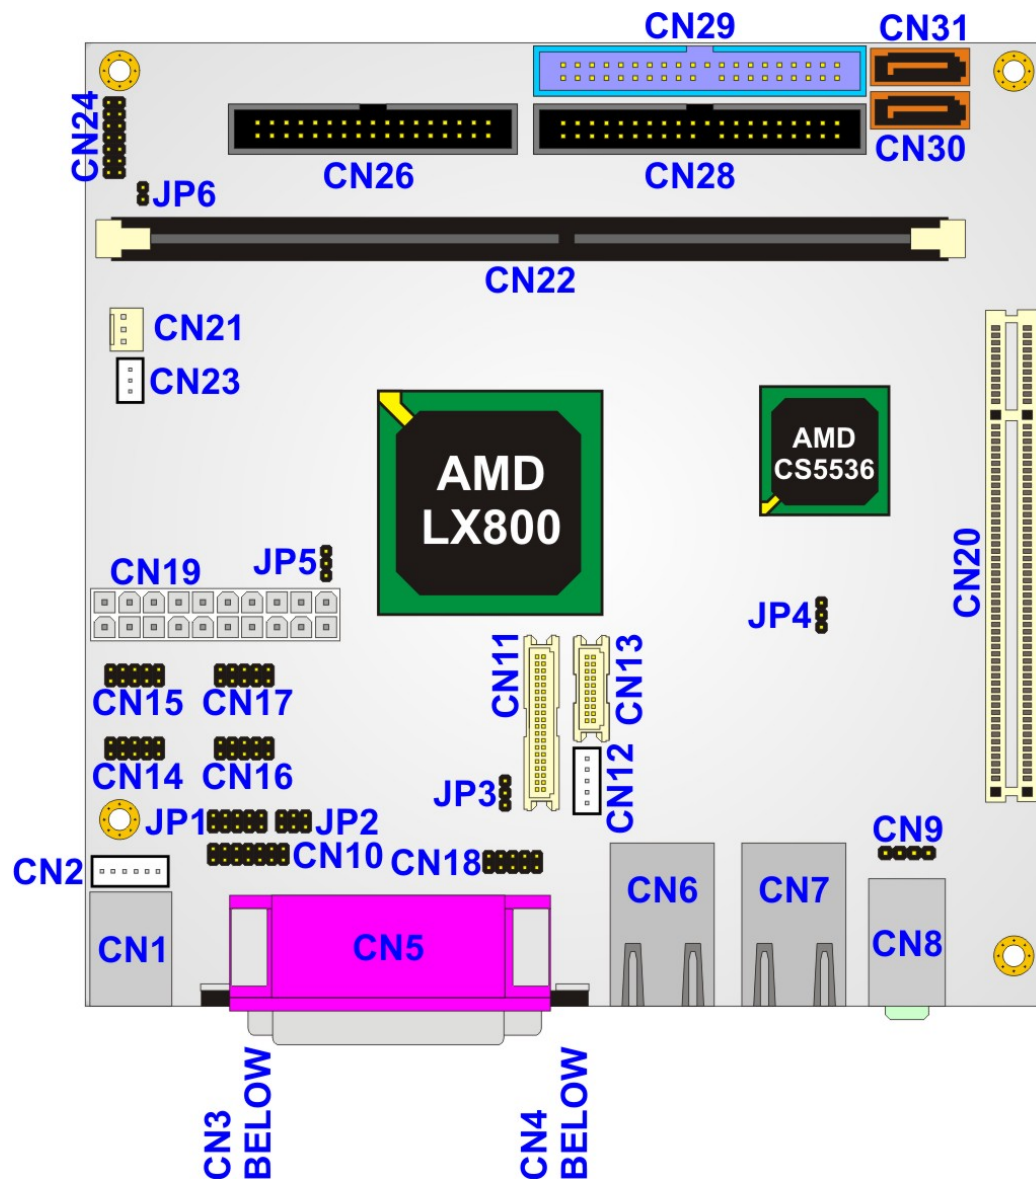 CN29
CN31
CN24
CN26
CN28
CN30
JP6
CN22
CN21
CN23
AMD
LX800
AMD
CS5536
CN20
CN19
JP5
JP4
CN11
CN13
CN15
CN17
CN14
CN16
CN12
JP3
JP1
JP2
CN9
CN10
CN18
CN2
CN1
CN5
CN6
CN7
CN8
CN3
BELOW
CN4
BELOW